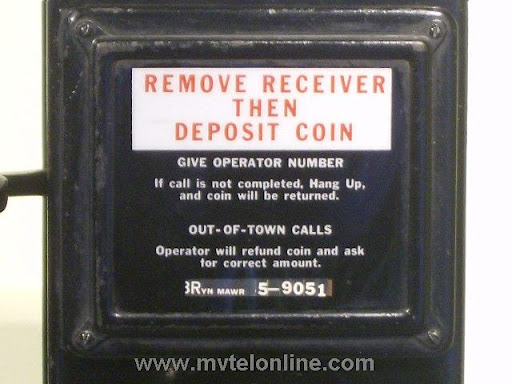 REMOVE RECEIVER
THEN
DEPOSIT COIN
GIVE OPERATOR NUMBER
If call is not completed, Hang Up,
and coin will be returned.
OUT-OF-TOWN CALLS
Operator will refund coin and ask
for correct amount.
BRYN MAWR 5-9051
www.mvtelonline.com